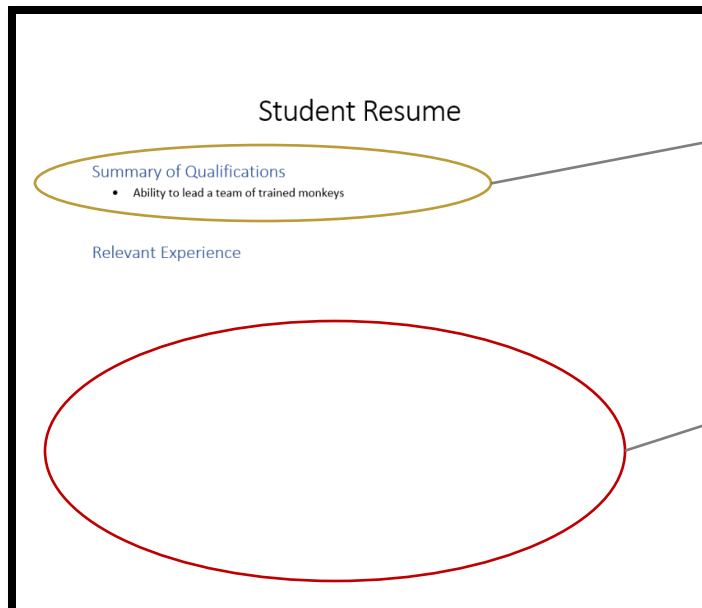 Student Resume
Summary of Qualifications
• Ability to lead a team of trained monkeys
Relevant Experience